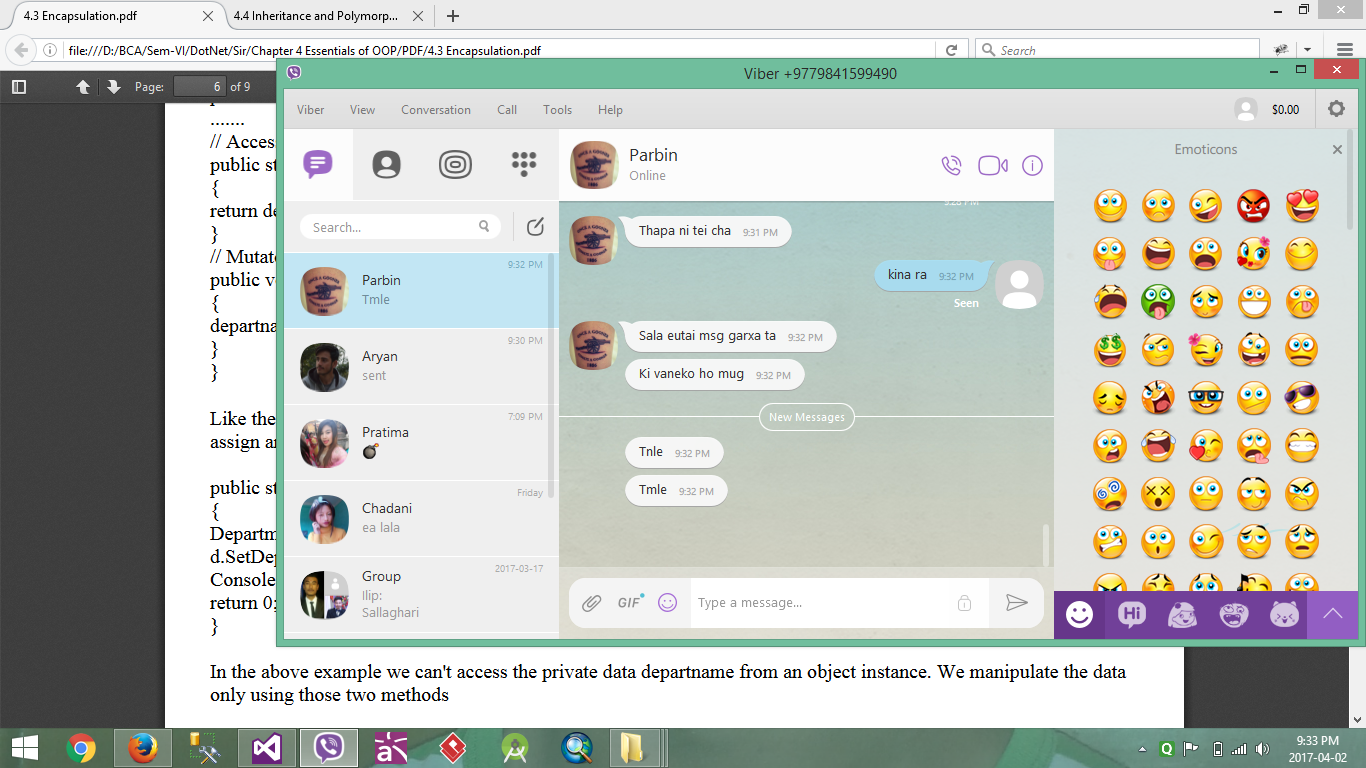 4.3 Encapsulation.pdf
4.4 Inheritance and Polymorp...
file:///D:/BCA/Sem-VI/DotNet/Sir/Chapter 4 Essentials of OOP/PDF/4.3 Encapsulation.pdf
Search
Page: 6 of 9
.......
// Acces
public st
{
return de
}
// Mutat
public v
{
departna
}
}
Like the
assign a
public st
{
Departm
d.SetDep
Console
return 0;
}
In the above example we can't access the private data departname from an object instance. We manipulate the data
only using those two methods
Viber +9779841599490
Viber View Conversation Call Tools Help
$0.00
Search...
Parbin 9:32 PM
Tmle
Aryan 9:30 PM
sent
Pratima 7:09 PM
Chadani Friday
ea lala
Group 2017-03-17
Ilip:
Sallaghari
Parbin
Online
9:28 PM
Thapa ni tei cha 9:31 PM
kina ra 9:32 PM
Seen
Sala eutai msg garxa ta 9:32 PM
Ki vaneko ho mug 9:32 PM
New Messages
Tnle 9:32 PM
Tmle 9:32 PM
GIF
Type a message...
Emoticons
Hi
9:33 PM
2017-04-02